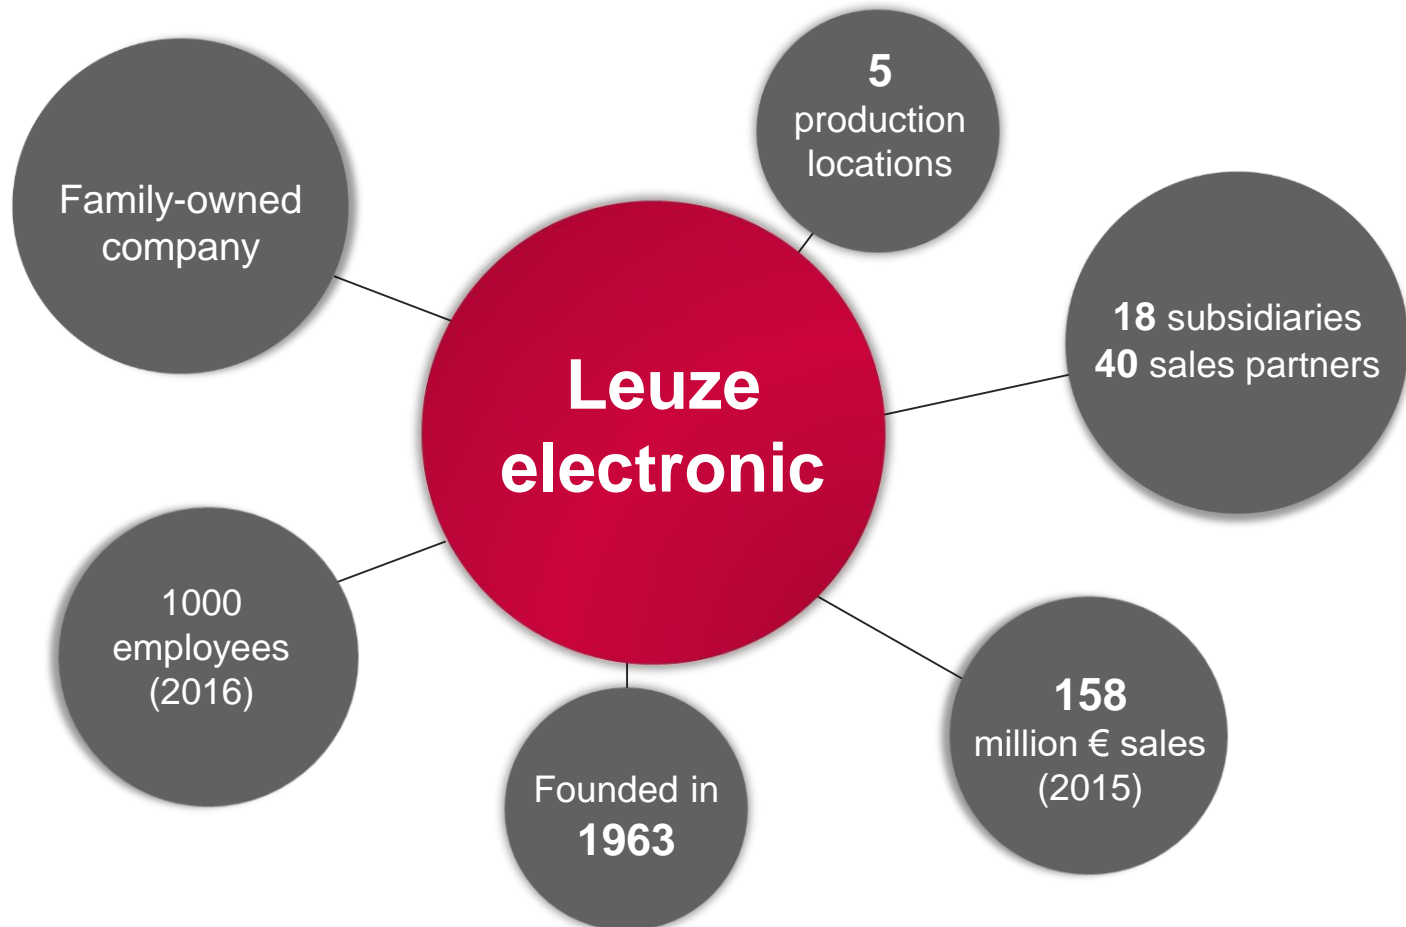 5
production
locations
Family-owned
company
18 subsidiaries
40 sales partners
Leuze
electronic
1000
employees
(2016)
158
million € sales
(2015)
Founded in
1963